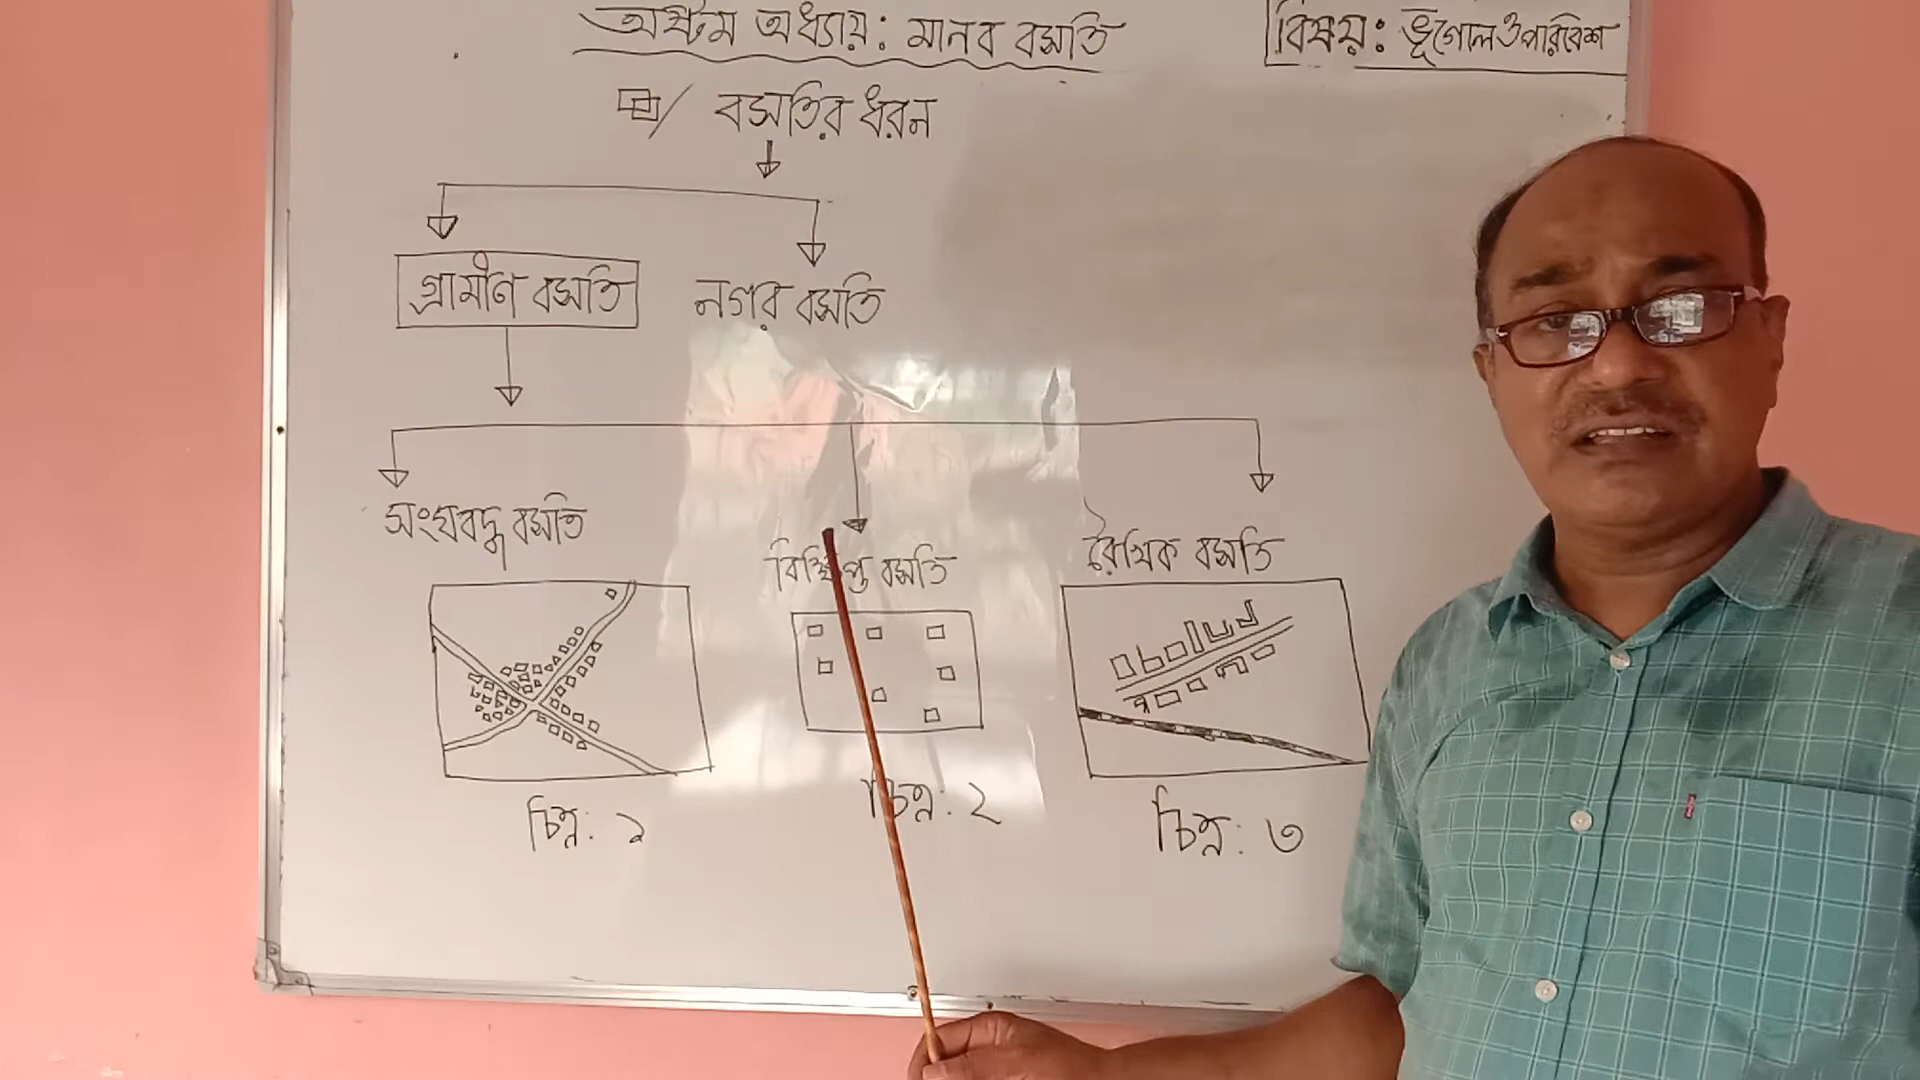 অষ্টম অধ্যায়: মানব বসতি
বিষয়: ভূগোল ও পরিবেশ
বসতির ধরন
গ্রামীণ বসতি
নগর বসতি
সংঘবদ্ধ বসতি
বিক্ষিপ্ত বসতি
রৈখিক বসতি
চিত্র: ১
চিত্র: ২
চিত্র: ৩